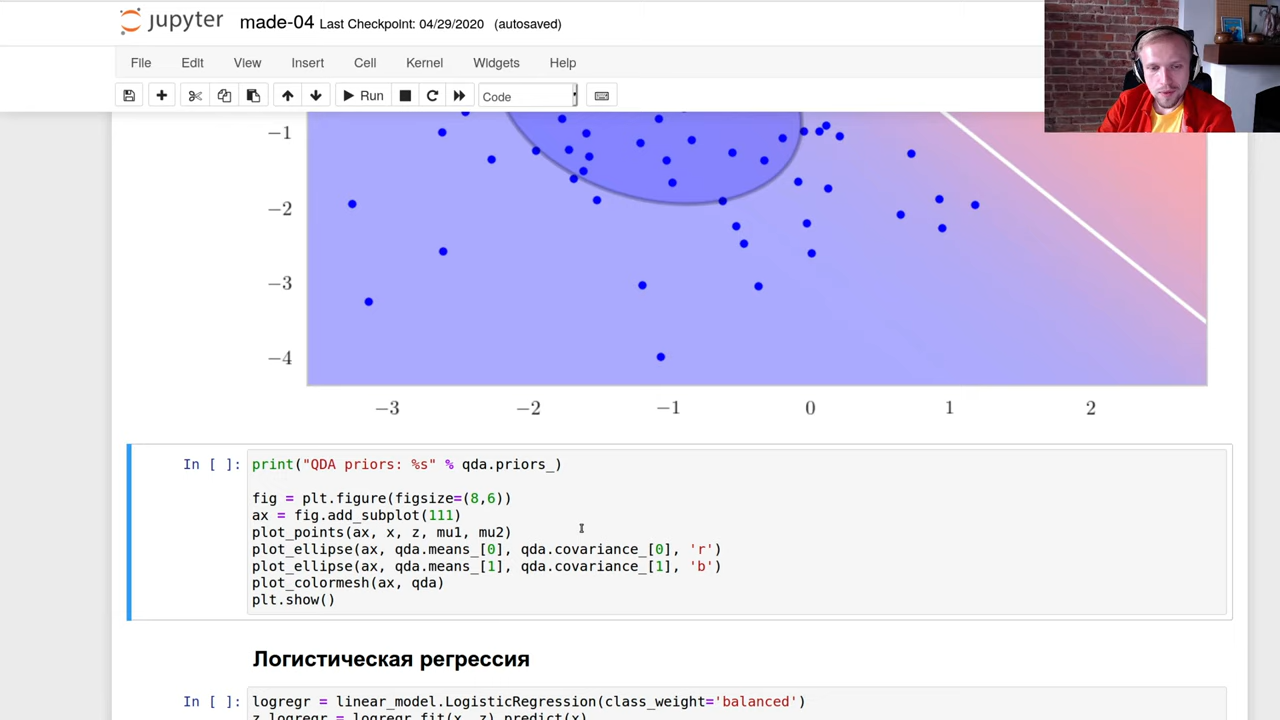 jupyter made-04 Last Checkpoint: 04/29/2020 (autosaved)
File Edit View Insert Cell Kernel Widgets Help
Run Code
−1
−2
−3
−4
−3 −2 −1 0 1 2
In [ ]: print("QDA priors: %s" % qda.priors_)
fig = plt.figure(figsize=(8,6))
ax = fig.add_subplot(111)
plot_points(ax, x, z, mu1, mu2)
plot_ellipse(ax, qda.means_[0], qda.covariance_[0], 'r')
plot_ellipse(ax, qda.means_[1], qda.covariance_[1], 'b')
plot_colormesh(ax, qda)
plt.show()
Логистическая регрессия
In [ ]: logregr = linear_model.LogisticRegression(class_weight='balanced')
z_logregr = logregr.fit(x, z).predict(x)